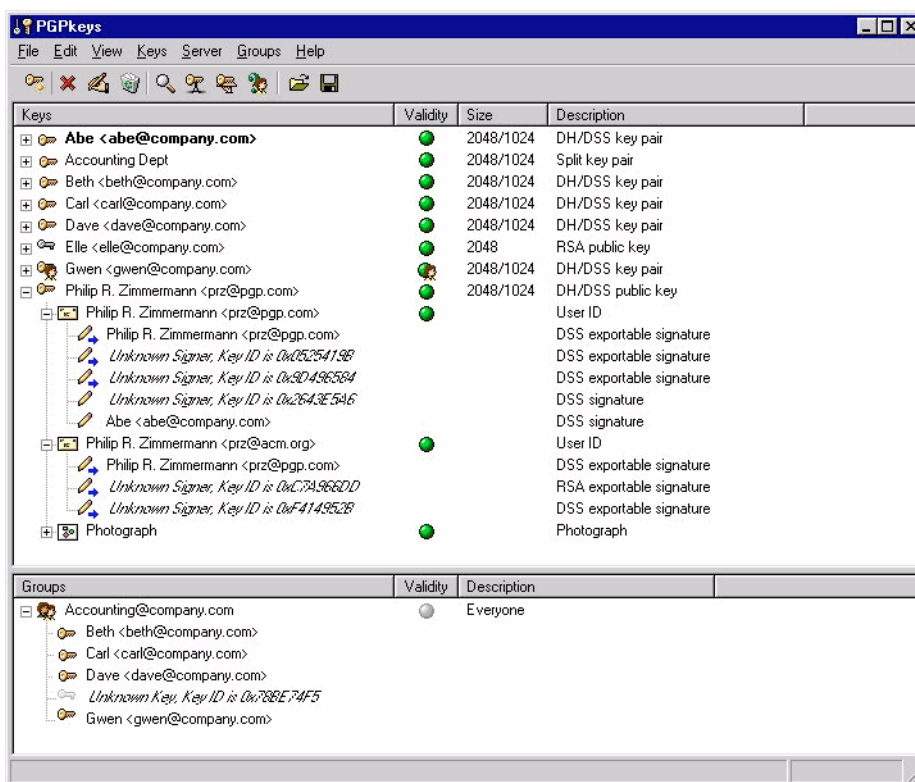 PGPkeys
File Edit View Keys Server Groups Help
Keys Validity Size Description
Abe <abe@company.com> 2048/1024 DH/DSS key pair
Accounting Dept 2048/1024 Split key pair
Beth <beth@company.com> 2048/1024 DH/DSS key pair
Carl <carl@company.com> 2048/1024 DH/DSS key pair
Dave <dave@company.com> 2048/1024 DH/DSS key pair
Elle <elle@company.com> 2048 RSA public key
Gwen <gwen@company.com> 2048/1024 DH/DSS key pair
Philip R. Zimmermann <prz@pgp.com> 2048/1024 DH/DSS public key
Philip R. Zimmermann <prz@pgp.com> User ID
Philip R. Zimmermann <prz@pgp.com> DSS exportable signature
Unknown Signer, Key ID is 0x0525419B DSS exportable signature
Unknown Signer, Key ID is 0x9D496584 DSS exportable signature
Unknown Signer, Key ID is 0x2643E5A6 DSS signature
Abe <abe@company.com> DSS signature
Philip R. Zimmermann <prz@acm.org> User ID
Philip R. Zimmermann <prz@pgp.com> DSS exportable signature
Unknown Signer, Key ID is 0xC7A966DD RSA exportable signature
Unknown Signer, Key ID is 0xF414952B DSS exportable signature
Photograph Photograph
Groups Validity Description
Accounting@company.com Everyone
Beth <beth@company.com>
Carl <carl@company.com>
Dave <dave@company.com>
Unknown Key, Key ID is 0x78BE74F5
Gwen <gwen@company.com>